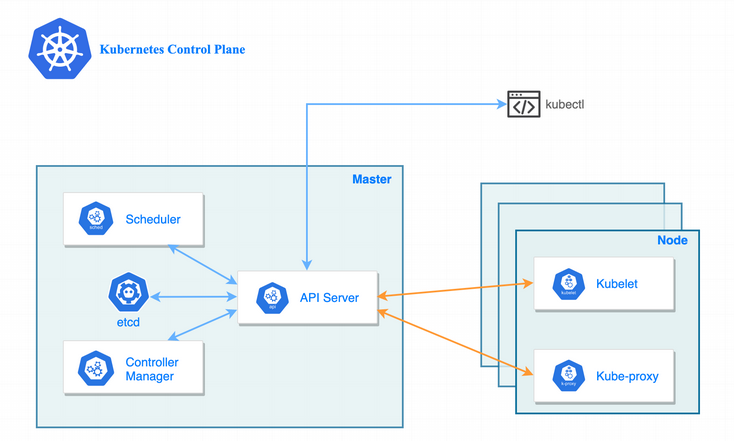 Kubernetes Control Plane
</>
kubectl
Master
sched
Scheduler
etcd
api
API Server
Controller
Manager
Node
kubelet
Kubelet
k-proxy
Kube-proxy